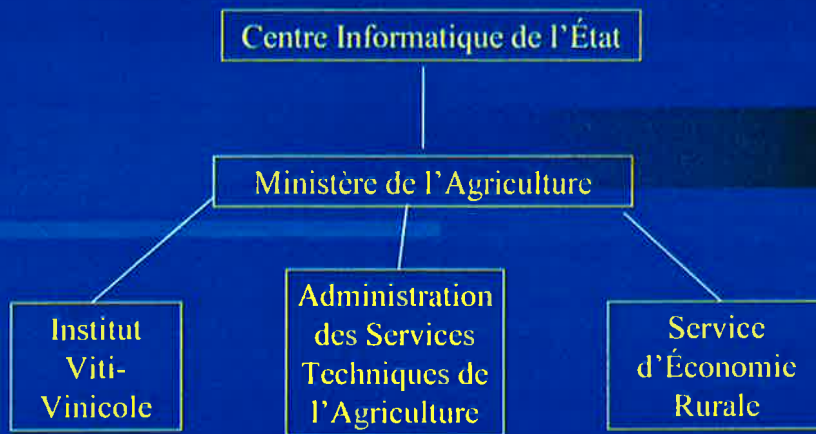 Centre Informatique de l'État
Ministère de l'Agriculture
Institut
Viti-
Vinicole
Administration
des Services
Techniques de
l'Agriculture
Service
d'Économie
Rurale